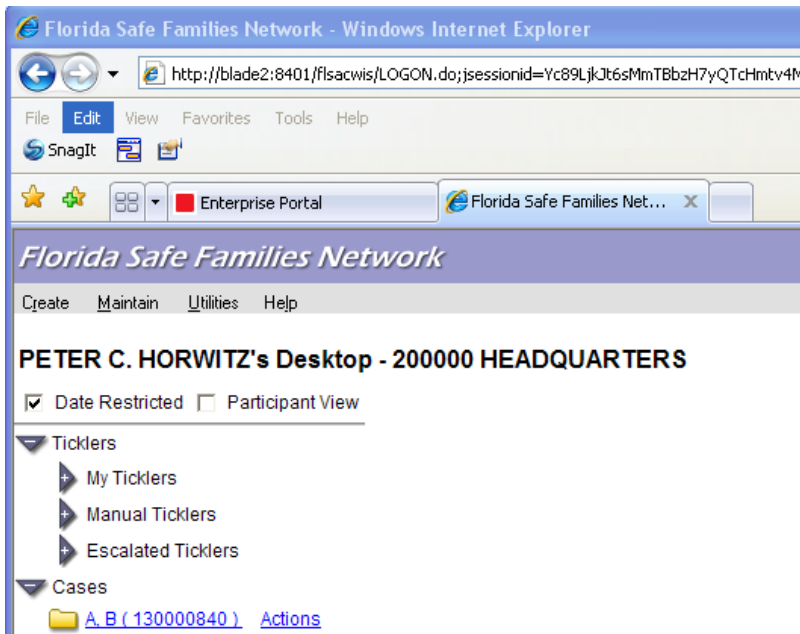 Florida Safe Families Network - Windows Internet Explorer
http://blade2:8401/flsacwis/LOGON.do;jsessionid=Yc89LjkJt6sMmTBbzH7yQTcHmtv4M
File Edit View Favorites Tools Help
SnagIt
Enterprise Portal Florida Safe Families Net... X
Florida Safe Families Network
Create Maintain Utilities Help
PETER C. HORWITZ's Desktop - 200000 HEADQUARTERS
Date Restricted Participant View
Ticklers
My Ticklers
Manual Ticklers
Escalated Ticklers
Cases
A, B ( 130000840 ) Actions